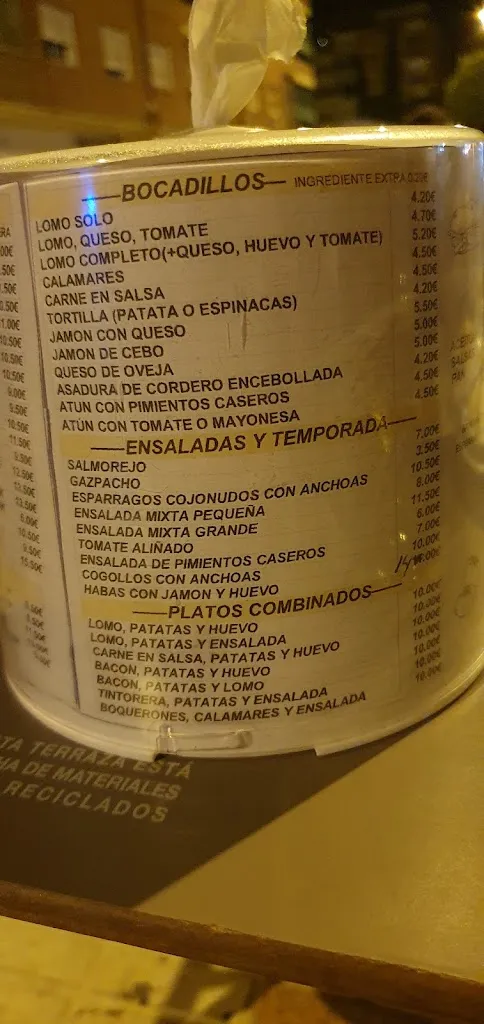 BOCADILLOS INGREDIENTE EXTRA
LOMO SOLO 4.20€
LOMO, QUESO, TOMATE 4.70€
LOMO COMPLETO(+QUESO, HUEVO Y TOMATE) 5.20€
CALAMARES 4.50€
CARNE EN SALSA 4.50€
TORTILLA (PATATA O ESPINACAS) 4.20€
JAMON CON QUESO 5.50€
JAMON DE CEBO 5.00€
QUESO DE OVEJA 5.00€
ASADURA DE CORDERO ENCEBOLLADA 4.20€
ATUN CON PIMIENTOS CASEROS 4.50€
ATÚN CON TOMATE O MAYONESA 4.50€
ENSALADAS Y TEMPORADA
SALMOREJO 7.00€
GAZPACHO 3.50€
ESPARRAGOS COJONUDOS CON ANCHOAS 10.50€
ENSALADA MIXTA PEQUEÑA 8.00€
ENSALADA MIXTA GRANDE 11.50€
TOMATE ALIÑADO 6.00€
ENSALADA DE PIMIENTOS CASEROS 7.00€
COGOLLOS CON ANCHOAS 10.00€
HABAS CON JAMON Y HUEVO 14
PLATOS COMBINADOS
LOMO, PATATAS Y HUEVO 10.00€
LOMO, PATATAS Y ENSALADA 10.00€
CARNE EN SALSA, PATATAS Y HUEVO 10.00€
BACON, PATATAS Y HUEVO 10.00€
BACON, PATATAS Y LOMO 10.00€
TINTORERA, PATATAS Y ENSALADA 10.00€
BOQUERONES, CALAMARES Y ENSALADA 10.00€
TA TERRAZA ESTÁ
HA DE MATERIALES
RECICLADOS